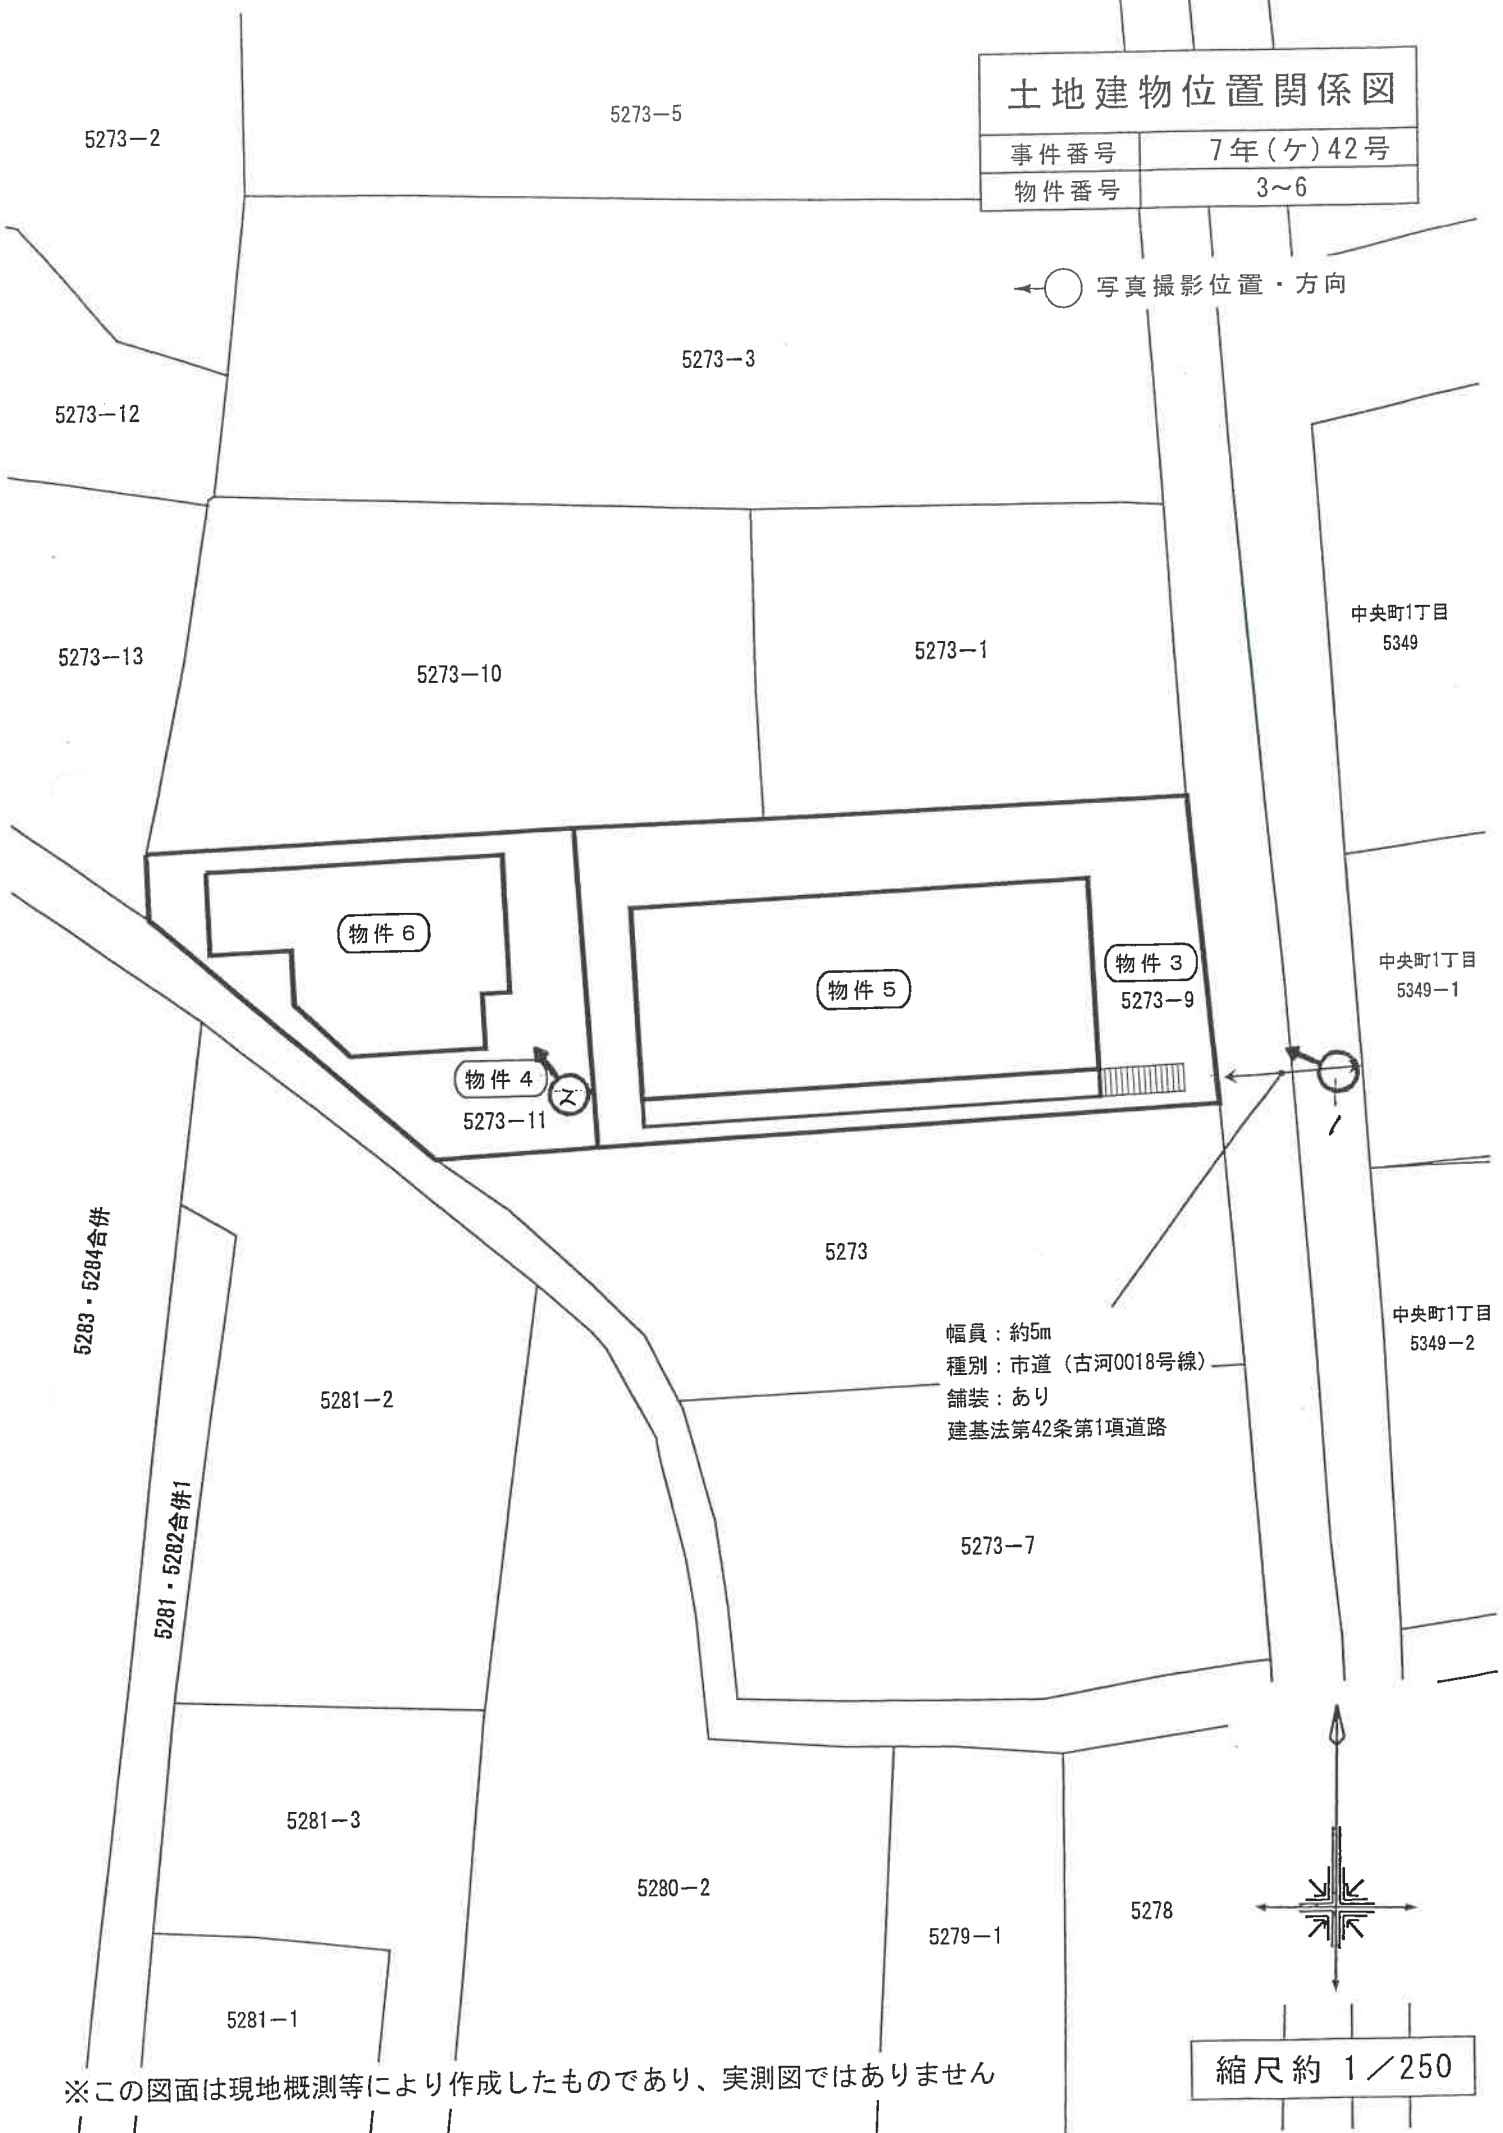 土地建物位置関係図
事件番号 7年(ケ)42号
物件番号 3~6
写真撮影位置・方向
5273-2
5273-5
5273-3
5273-12
5273-13
5273-10
5273-1
中央町1丁目
5349
物件6
物件5
物件3
5273-9
中央町1丁目
5349-1
物件4
5273-11
2
1
5273
5283・5284合併
幅員：約5m
種別：市道（古河0018号線）
舗装：あり
建基法第42条第1項道路
中央町1丁目
5349-2
5281-2
5281・5282合併1
5273-7
5281-3
5280-2
5279-1
5278
5281-1
縮尺約 1/250
※この図面は現地概測等により作成したものであり、実測図ではありません